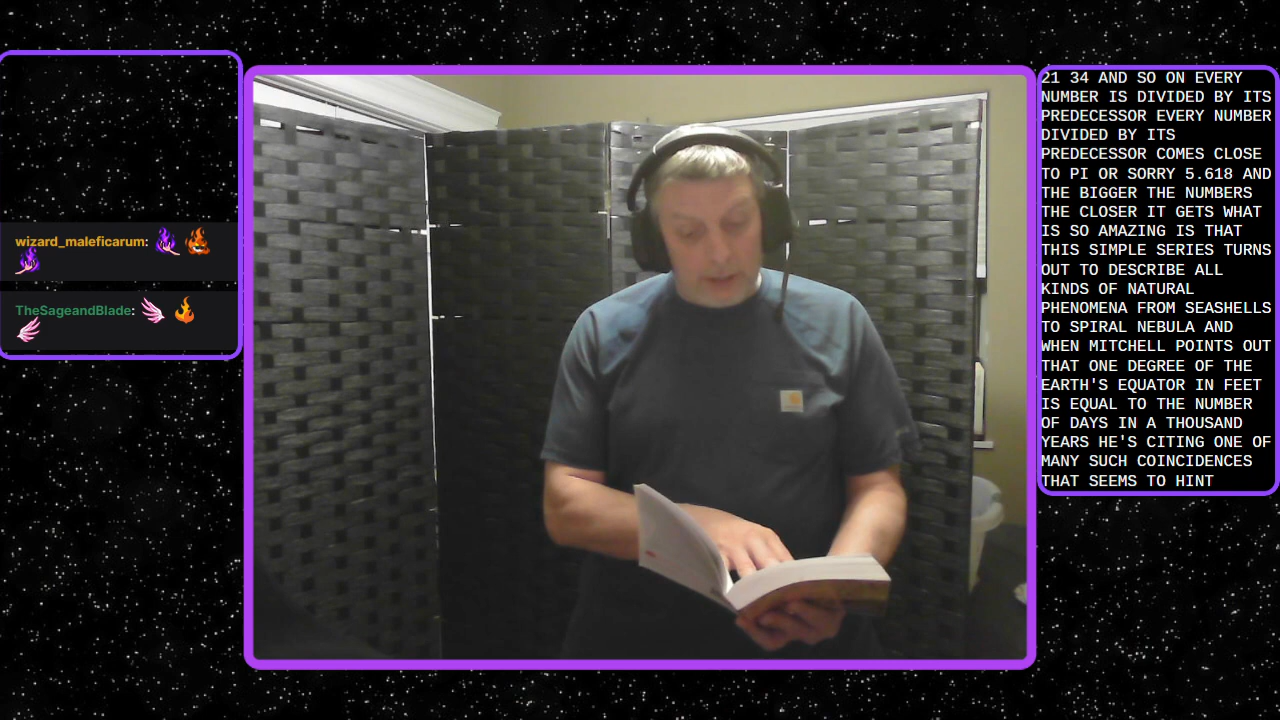 wizard_maleficarum:
TheSageandBlade:
21 34 AND SO ON EVERY
NUMBER IS DIVIDED BY ITS
PREDECESSOR EVERY NUMBER
DIVIDED BY ITS
PREDECESSOR COMES CLOSE
TO PI OR SORRY 5.618 AND
THE BIGGER THE NUMBERS
THE CLOSER IT GETS WHAT
IS SO AMAZING IS THAT
THIS SIMPLE SERIES TURNS
OUT TO DESCRIBE ALL
KINDS OF NATURAL
PHENOMENA FROM SEASHELLS
TO SPIRAL NEBULA AND
WHEN MITCHELL POINTS OUT
THAT ONE DEGREE OF THE
EARTH'S EQUATOR IN FEET
IS EQUAL TO THE NUMBER
OF DAYS IN A THOUSAND
YEARS HE'S CITING ONE OF
MANY SUCH COINCIDENCES
THAT SEEMS TO HINT